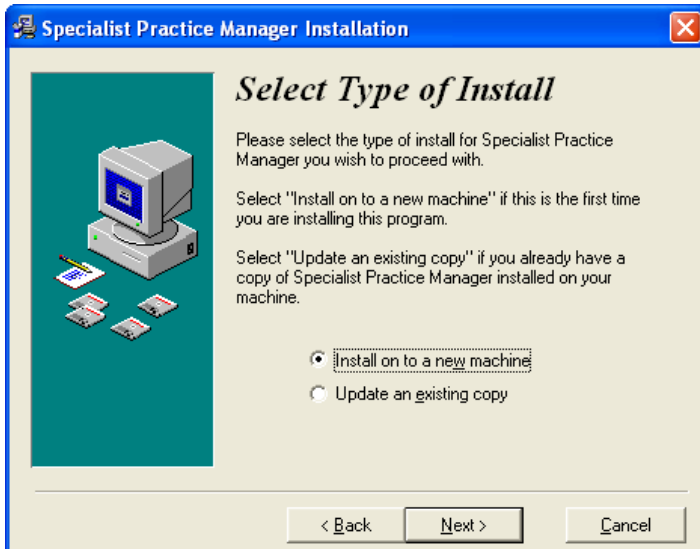 Specialist Practice Manager Installation
Select Type of Install
Please select the type of install for Specialist Practice
Manager you wish to proceed with.
Select "Install on to a new machine" if this is the first time
you are installing this program.
Select "Update an existing copy" if you already have a
copy of Specialist Practice Manager installed on your
machine.
Install on to a new machine
Update an existing copy
< Back Next > Cancel